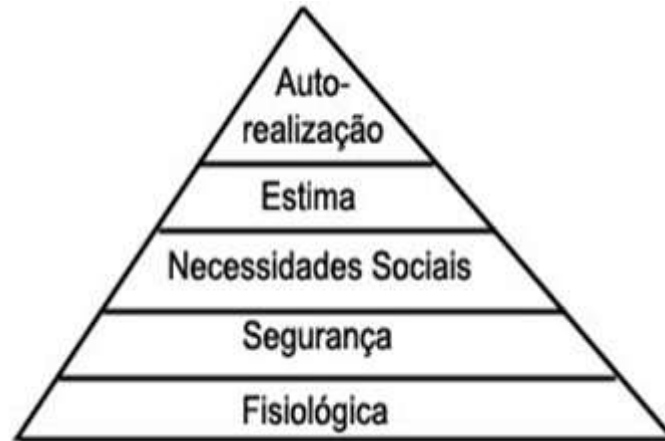 Auto-
realização
Estima
Necessidades Sociais
Segurança
Fisiológica